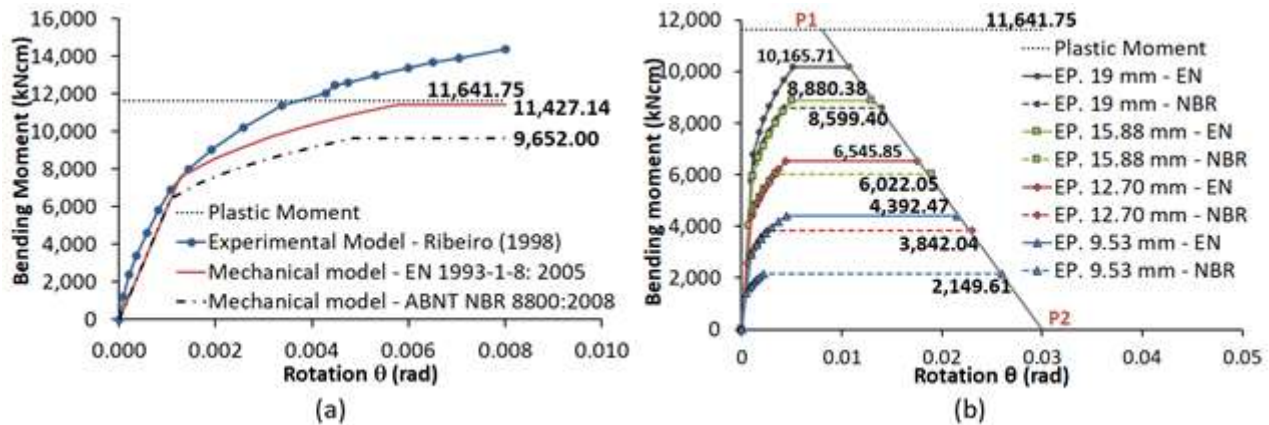 16,000
14,000
12,000
10,000
8,000
6,000
4,000
2,000
0
Bending Moment (kNcm)
11,641.75
11,427.14
9,652.00
Plastic Moment
Experimental Model - Ribeiro (1998)
Mechanical model - EN 1993-1-8: 2005
Mechanical model - ABNT NBR 8800:2008
0.000 0.002 0.004 0.006 0.008 0.010
Rotation θ (rad)
(a)
12,000
10,000
8,000
6,000
4,000
2,000
0
Bending moment (kNcm)
P1
11,641.75
10,165.71
8,880.38
8,599.40
6,545.85
6,022.05
4,392.47
3,842.04
2,149.61
P2
Plastic Moment
EP. 19 mm - EN
EP. 19 mm - NBR
EP. 15.88 mm - EN
EP. 15.88 mm - NBR
EP. 12.70 mm - EN
EP. 12.70 mm - NBR
EP. 9.53 mm - EN
EP. 9.53 mm - NBR
0 0.01 0.02 0.03 0.04 0.05
Rotation θ (rad)
(b)